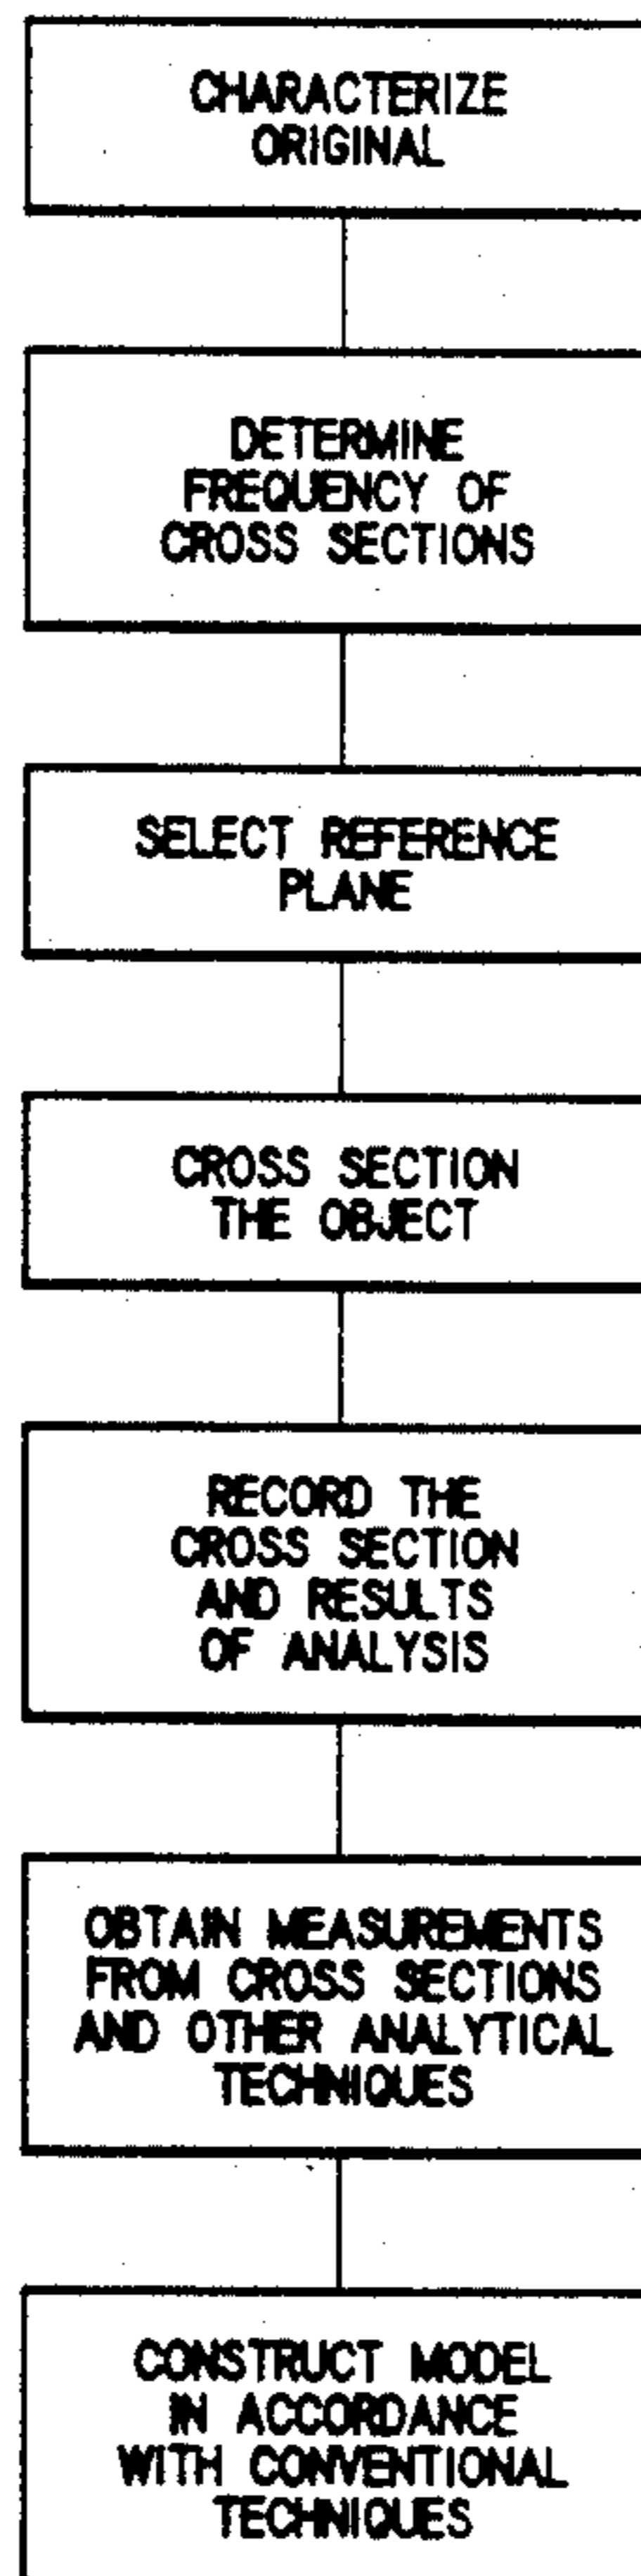 CHARACTERIZE
ORIGINAL
DETERMINE
FREQUENCY OF
CROSS SECTIONS
SELECT REFERENCE
PLANE
CROSS SECTION
THE OBJECT
RECORD THE
CROSS SECTION
AND RESULTS
OF ANALYSIS
OBTAIN MEASUREMENTS
FROM CROSS SECTIONS
AND OTHER ANALYTICAL
TECHNIQUES
CONSTRUCT MODEL
IN ACCORDANCE
WITH CONVENTIONAL
TECHNIQUES